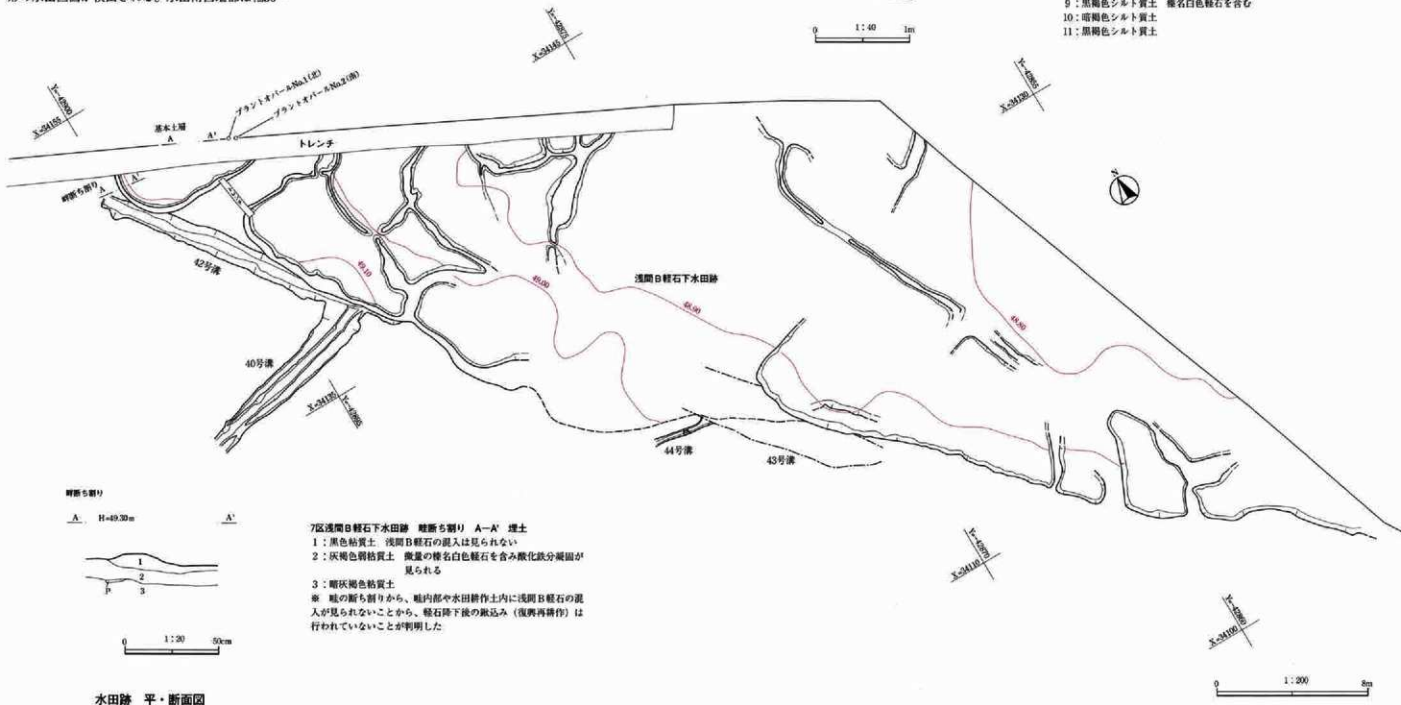 9：黒褐色シルト質土　榛名白色軽石を含む
10：暗褐色シルト質土
11：黒褐色シルト質土
0　1：40　1m
Y=-42875
X=34145
Y=-42855
X=34130
X=34155
プラントオパールNo.1(北)
プラントオパールNo.2(南)
基本土層
A　A'
トレンチ
畦断ち割り
A　A'
N
42号溝
49.10
49.00
浅間B軽石下水田跡
48.90
48.80
40号溝
X=34135
44号溝
43号溝
畦断ち割り
A　H=49.30m　A'
1
2
P　3
0　1：20　50cm
7区浅間B軽石下水田跡　畦断ち割り　A―A'　埋土
1：黒色粘質土　浅間B軽石の混入は見られない
2：灰褐色弱粘質土　微量の榛名白色軽石を含み酸化鉄分凝固が
見られる
3：暗灰褐色粘質土
※　畦の断ち割りから、畦内部や水田耕作土内に浅間B軽石の混
入が見られないことから、軽石降下後の鋤込み（復興再耕作）は
行われていないことが判明した
Y=-42870
X=34110
Y=-42860
X=34100
0　1：200　8m
水田跡　平・断面図